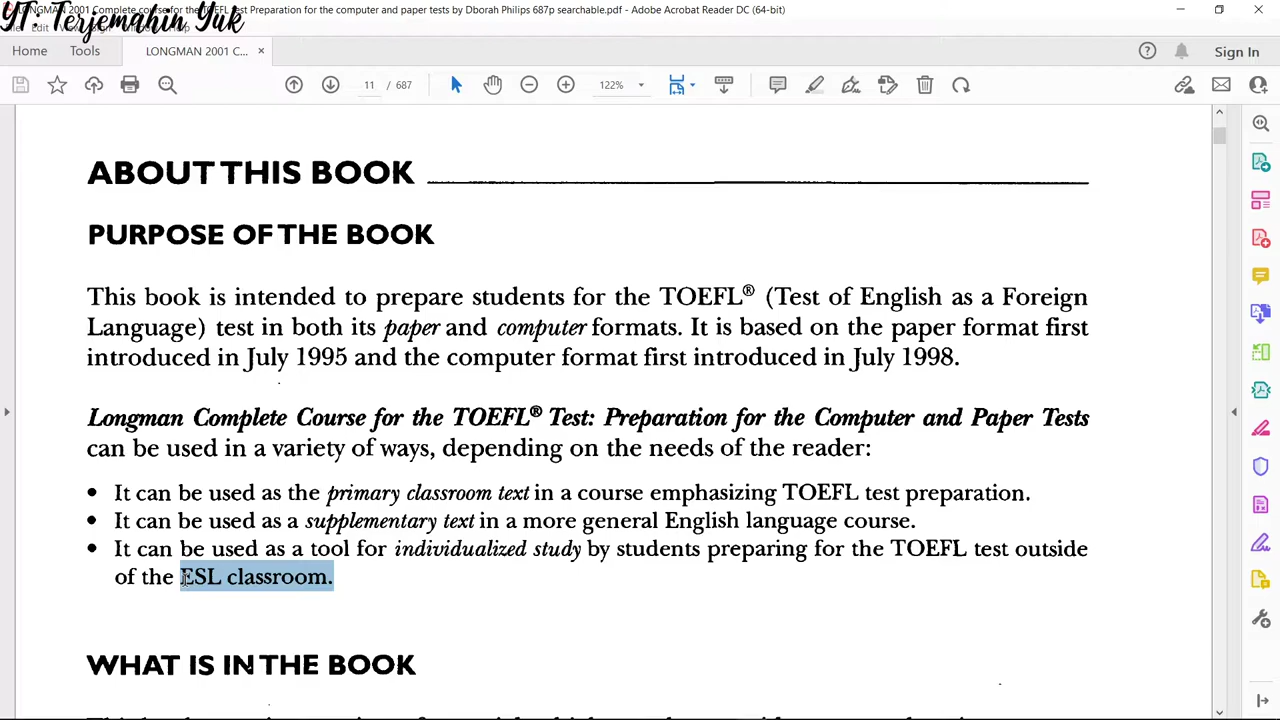 YT: Terjemahin Yuk
LONGMAN 2001 Complete course for the TOEFL test Preparation for the computer and paper tests by Dborah Philips 687p searchable.pdf - Adobe Acrobat Reader DC (64-bit)
Home Tools LONGMAN 2001 C... × Sign In
11 / 687 122%
ABOUT THIS BOOK
PURPOSE OF THE BOOK
This book is intended to prepare students for the TOEFL® (Test of English as a Foreign
Language) test in both its paper and computer formats. It is based on the paper format first
introduced in July 1995 and the computer format first introduced in July 1998.
Longman Complete Course for the TOEFL® Test: Preparation for the Computer and Paper Tests
can be used in a variety of ways, depending on the needs of the reader:
• It can be used as the primary classroom text in a course emphasizing TOEFL test preparation.
• It can be used as a supplementary text in a more general English language course.
• It can be used as a tool for individualized study by students preparing for the TOEFL test outside
of the ESL classroom.
WHAT IS IN THE BOOK